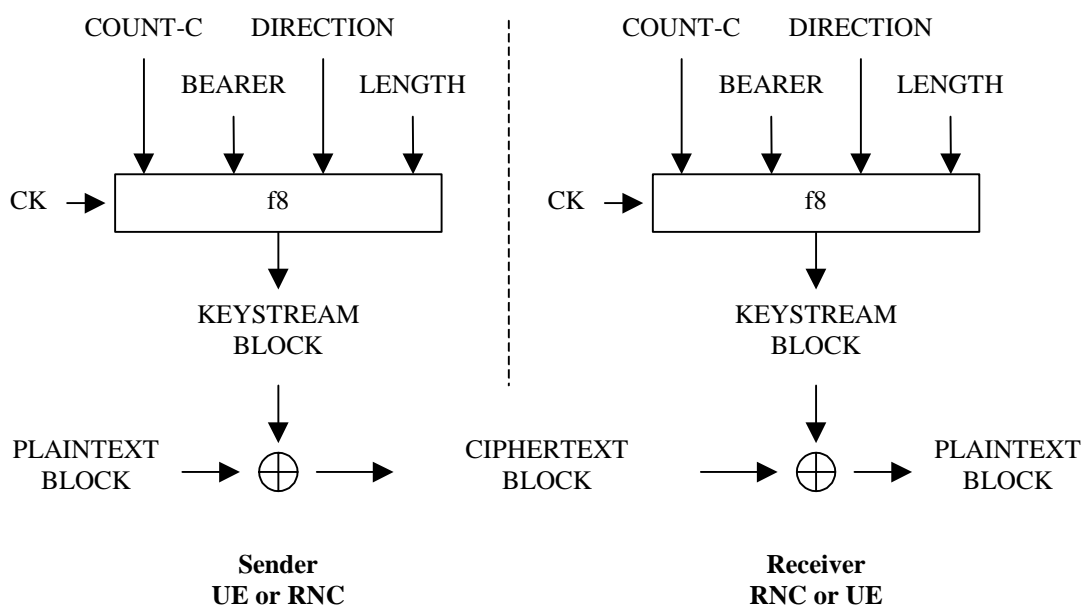 COUNT-C DIRECTION COUNT-C DIRECTION
BEARER LENGTH BEARER LENGTH
CK f8 CK f8
KEYSTREAM BLOCK KEYSTREAM BLOCK
PLAINTEXT BLOCK CIPHERTEXT BLOCK PLAINTEXT BLOCK
Sender
UE or RNC
Receiver
RNC or UE